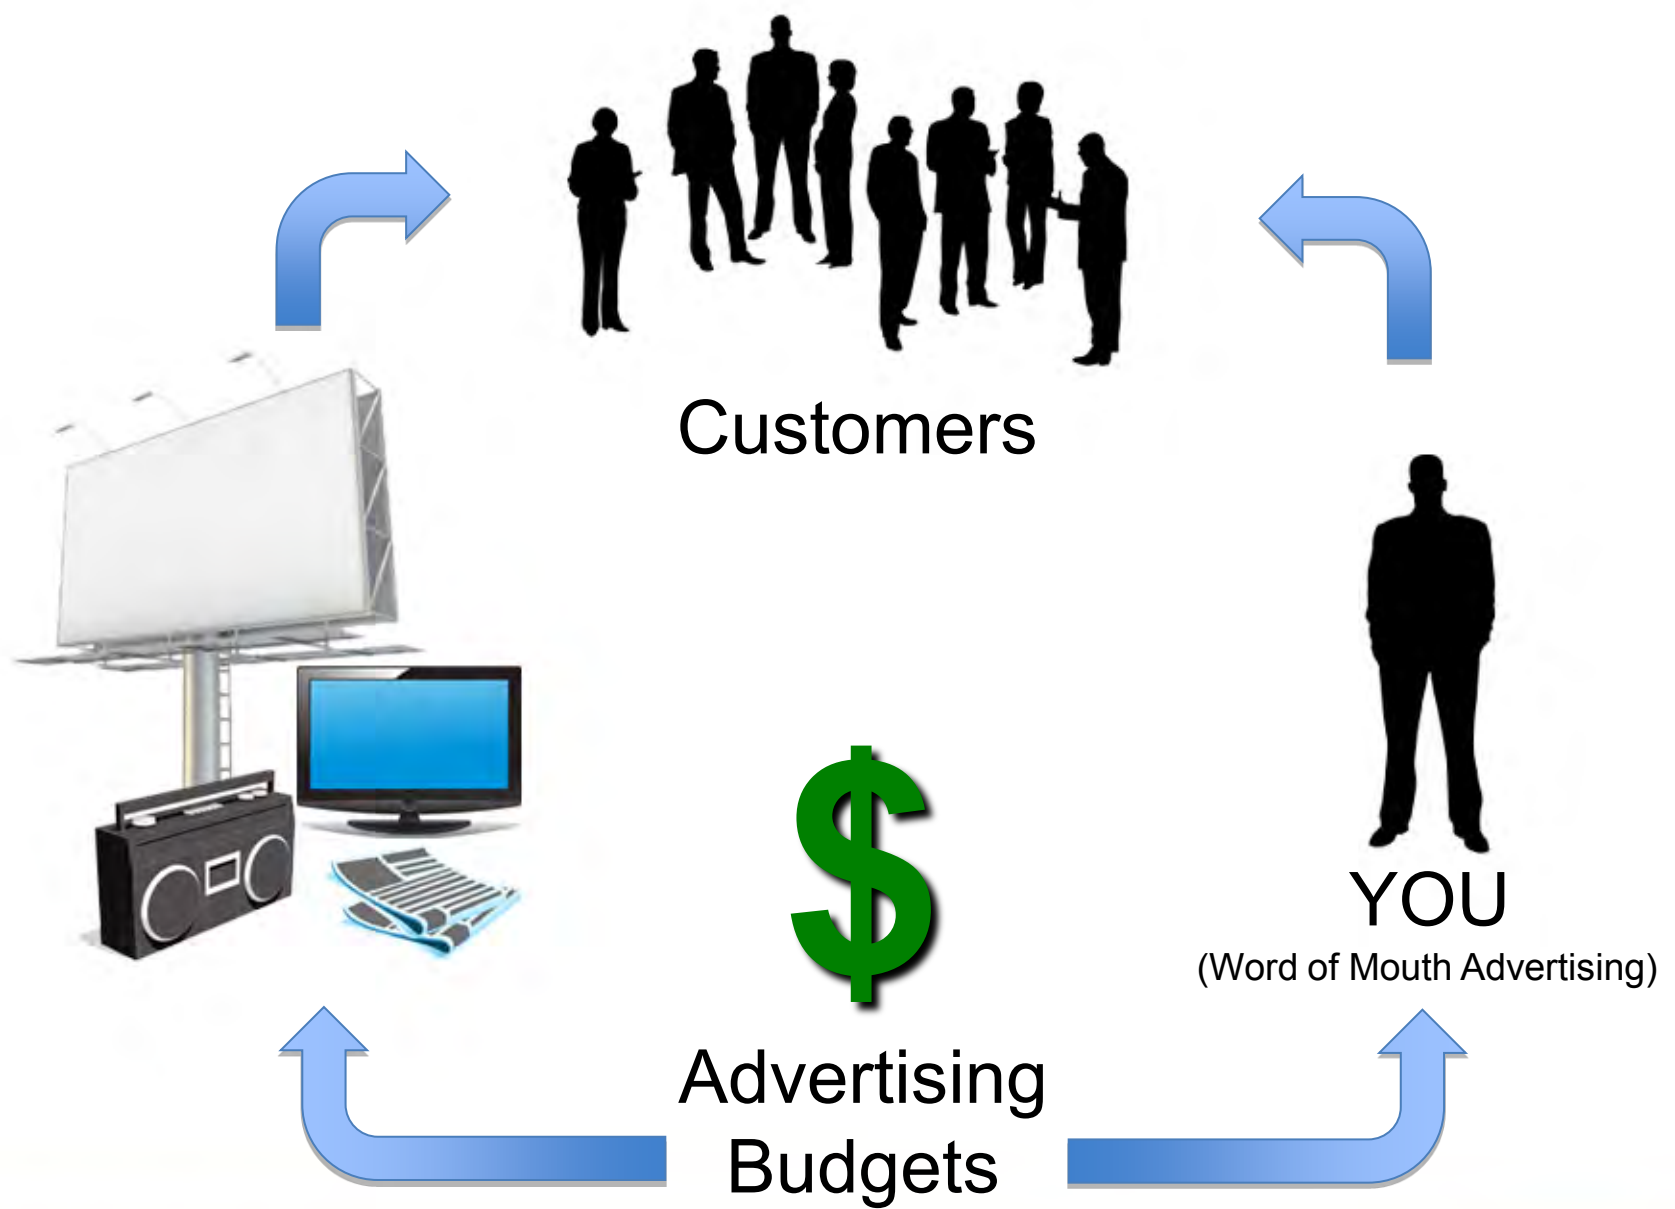 Customers
YOU
(Word of Mouth Advertising)
$
Advertising
Budgets